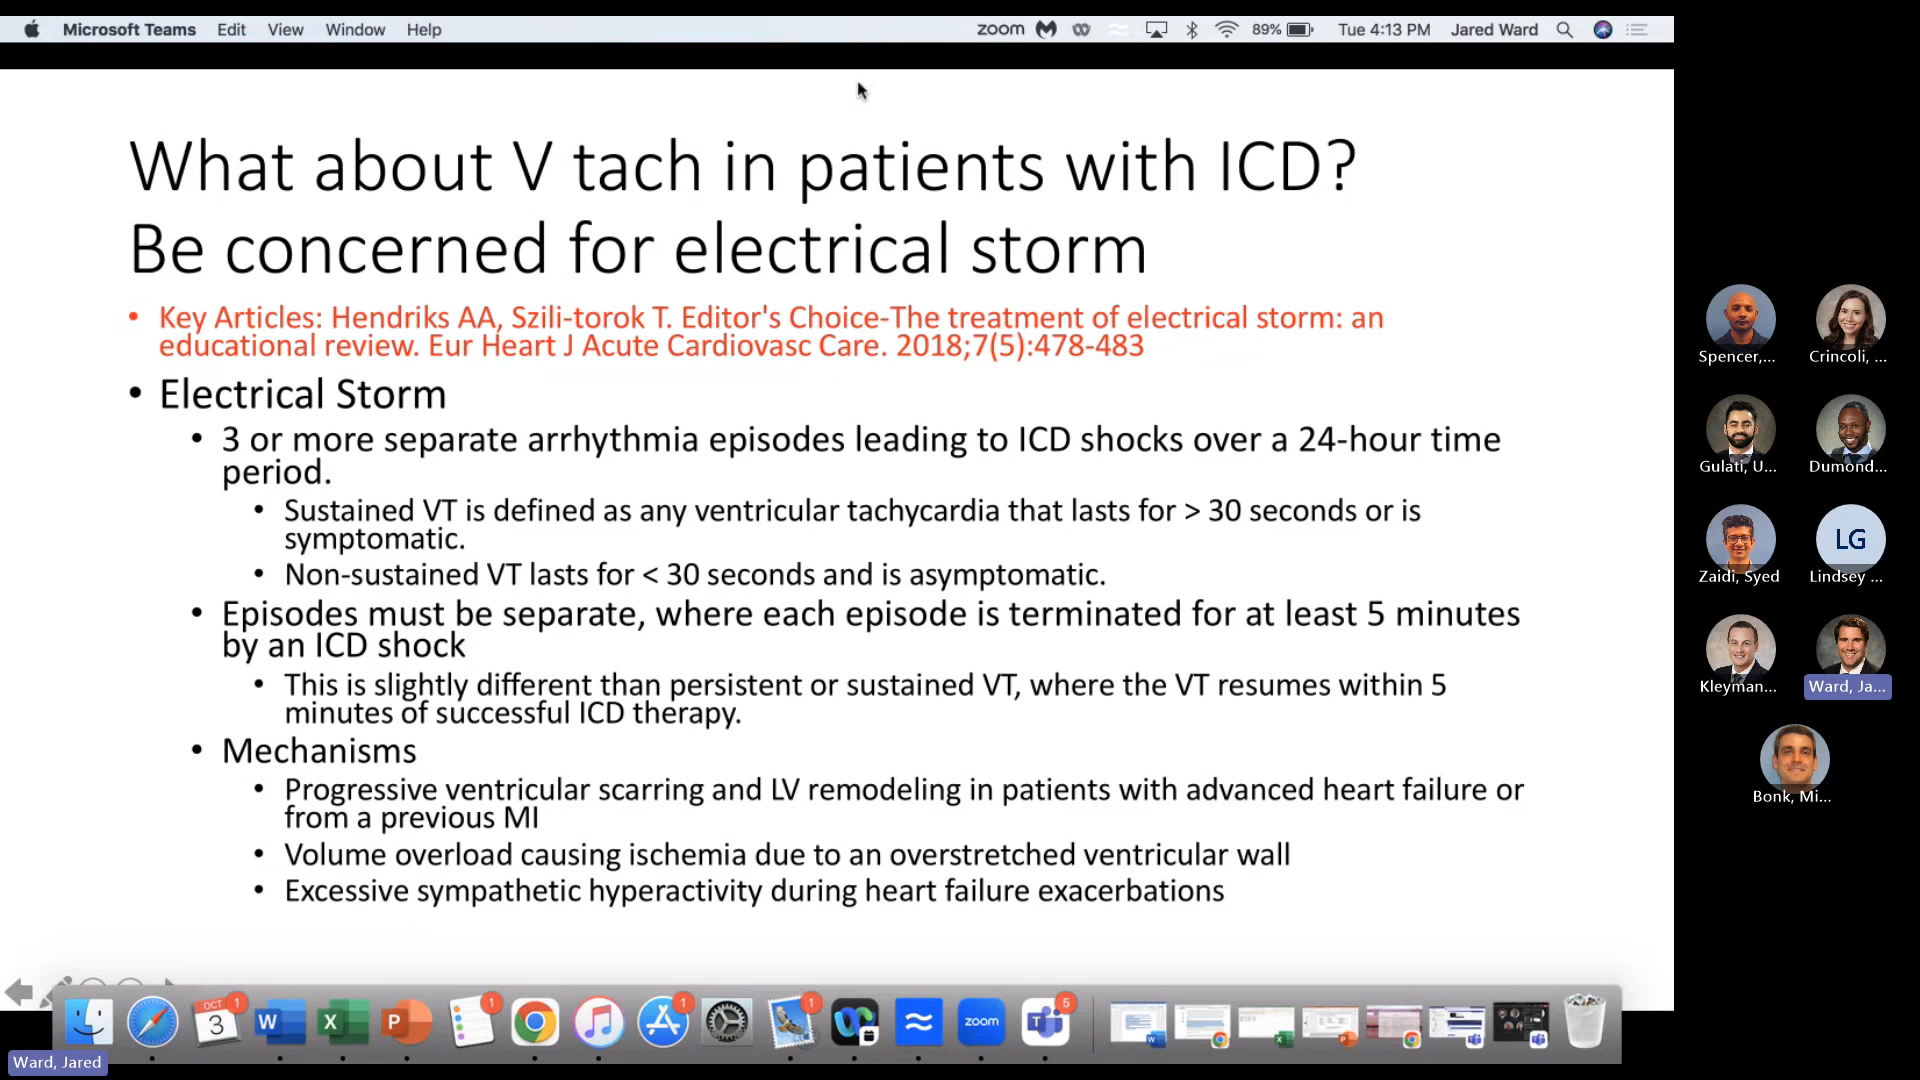 Microsoft Teams Edit View Window Help zoom 89% Tue 4:13 PM Jared Ward
What about V tach in patients with ICD?
Be concerned for electrical storm
• Key Articles: Hendriks AA, Szili-torok T. Editor's Choice-The treatment of electrical storm: an
educational review. Eur Heart J Acute Cardiovasc Care. 2018;7(5):478-483
• Electrical Storm
• 3 or more separate arrhythmia episodes leading to ICD shocks over a 24-hour time
period.
• Sustained VT is defined as any ventricular tachycardia that lasts for > 30 seconds or is
symptomatic.
• Non-sustained VT lasts for < 30 seconds and is asymptomatic.
• Episodes must be separate, where each episode is terminated for at least 5 minutes
by an ICD shock
• This is slightly different than persistent or sustained VT, where the VT resumes within 5
minutes of successful ICD therapy.
• Mechanisms
• Progressive ventricular scarring and LV remodeling in patients with advanced heart failure or
from a previous MI
• Volume overload causing ischemia due to an overstretched ventricular wall
• Excessive sympathetic hyperactivity during heart failure exacerbations
Spencer,... Crincoli, ...
Gulati, U... Dumond...
LG
Zaidi, Syed Lindsey ...
Kleyman... Ward, Ja...
Bonk, Mi...
OCT 1 1 1 1 5
3 W X P zoom T
Ward, Jared